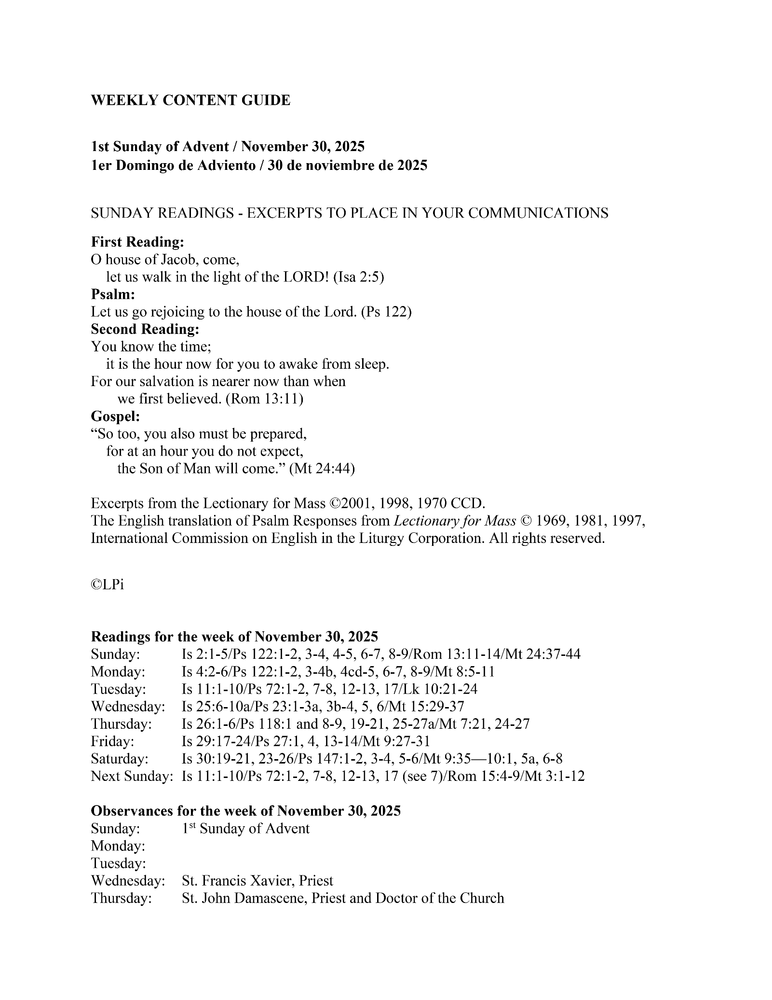 WEEKLY CONTENT GUIDE
1st Sunday of Advent / November 30, 2025
1er Domingo de Adviento / 30 de noviembre de 2025
SUNDAY READINGS - EXCERPTS TO PLACE IN YOUR COMMUNICATIONS
First Reading:
O house of Jacob, come,
let us walk in the light of the LORD! (Isa 2:5)
Psalm:
Let us go rejoicing to the house of the Lord. (Ps 122)
Second Reading:
You know the time;
it is the hour now for you to awake from sleep.
For our salvation is nearer now than when
we first believed. (Rom 13:11)
Gospel:
“So too, you also must be prepared,
for at an hour you do not expect,
the Son of Man will come.” (Mt 24:44)
Excerpts from the Lectionary for Mass ©2001, 1998, 1970 CCD.
The English translation of Psalm Responses from Lectionary for Mass © 1969, 1981, 1997,
International Commission on English in the Liturgy Corporation. All rights reserved.
©LPi
Readings for the week of November 30, 2025
Sunday: Is 2:1-5/Ps 122:1-2, 3-4, 4-5, 6-7, 8-9/Rom 13:11-14/Mt 24:37-44
Monday: Is 4:2-6/Ps 122:1-2, 3-4b, 4cd-5, 6-7, 8-9/Mt 8:5-11
Tuesday: Is 11:1-10/Ps 72:1-2, 7-8, 12-13, 17/Lk 10:21-24
Wednesday: Is 25:6-10a/Ps 23:1-3a, 3b-4, 5, 6/Mt 15:29-37
Thursday: Is 26:1-6/Ps 118:1 and 8-9, 19-21, 25-27a/Mt 7:21, 24-27
Friday: Is 29:17-24/Ps 27:1, 4, 13-14/Mt 9:27-31
Saturday: Is 30:19-21, 23-26/Ps 147:1-2, 3-4, 5-6/Mt 9:35—10:1, 5a, 6-8
Next Sunday: Is 11:1-10/Ps 72:1-2, 7-8, 12-13, 17 (see 7)/Rom 15:4-9/Mt 3:1-12
Observances for the week of November 30, 2025
Sunday: 1st Sunday of Advent
Monday:
Tuesday:
Wednesday: St. Francis Xavier, Priest
Thursday: St. John Damascene, Priest and Doctor of the Church